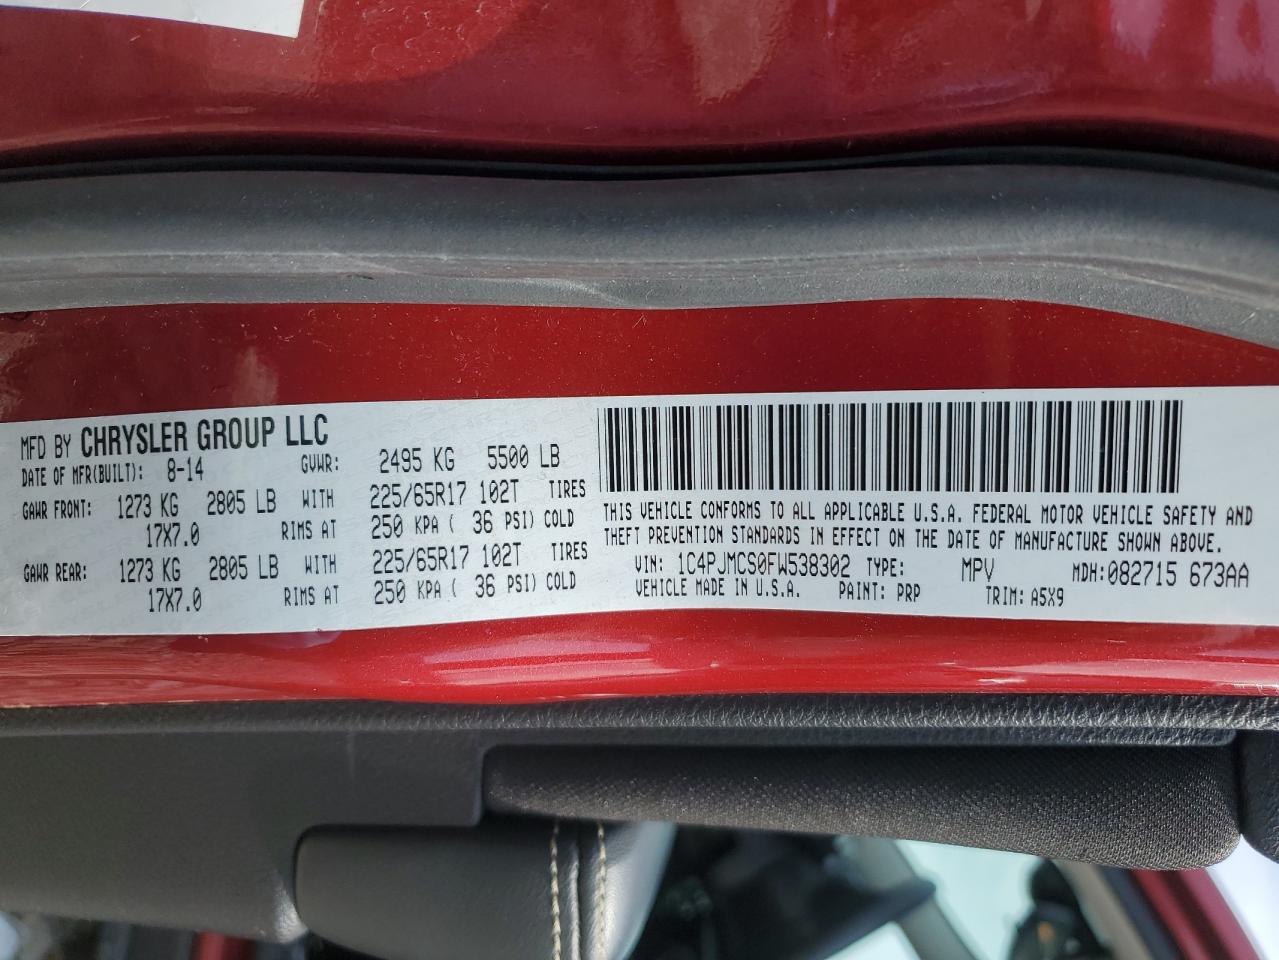 MFD BY CHRYSLER GROUP LLC
DATE OF MFR(BUILT): 8-14 GVWR: 2495 KG 5500 LB
GAWR FRONT: 1273 KG 2805 LB WITH 225/65R17 102T TIRES
17X7.0 RIMS AT 250 KPA ( 36 PSI) COLD
GAWR REAR: 1273 KG 2805 LB WITH 225/65R17 102T TIRES
17X7.0 RIMS AT 250 KPA ( 36 PSI) COLD
THIS VEHICLE CONFORMS TO ALL APPLICABLE U.S.A. FEDERAL MOTOR VEHICLE SAFETY AND
THEFT PREVENTION STANDARDS IN EFFECT ON THE DATE OF MANUFACTURE SHOWN ABOVE.
VIN: 1C4PJMCS0FW538302 TYPE: MPV MDH:082715 673AA
VEHICLE MADE IN U.S.A. PAINT: PRP TRIM: A5X9